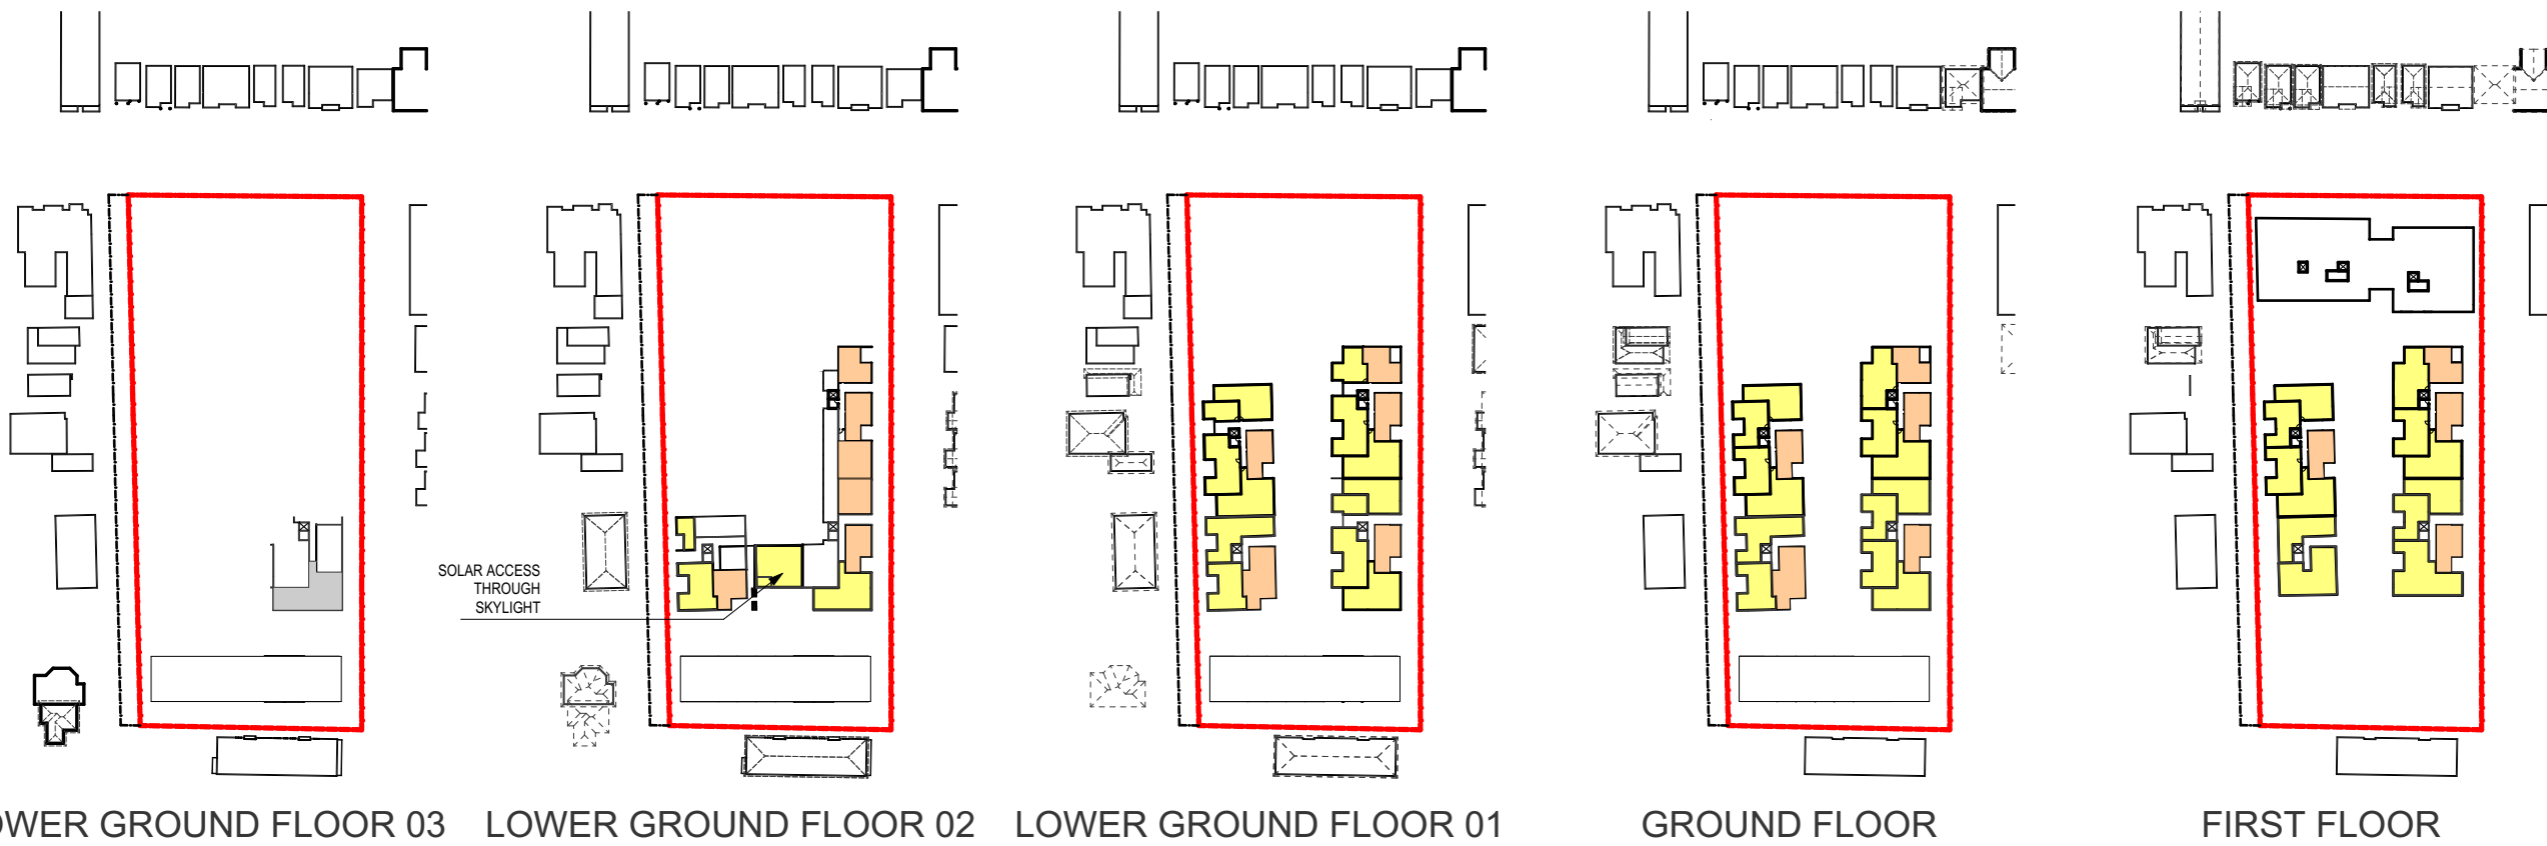 SOLAR ACCESS
THROUGH
SKYLIGHT
OWER GROUND FLOOR 03
LOWER GROUND FLOOR 02
LOWER GROUND FLOOR 01
GROUND FLOOR
FIRST FLOOR